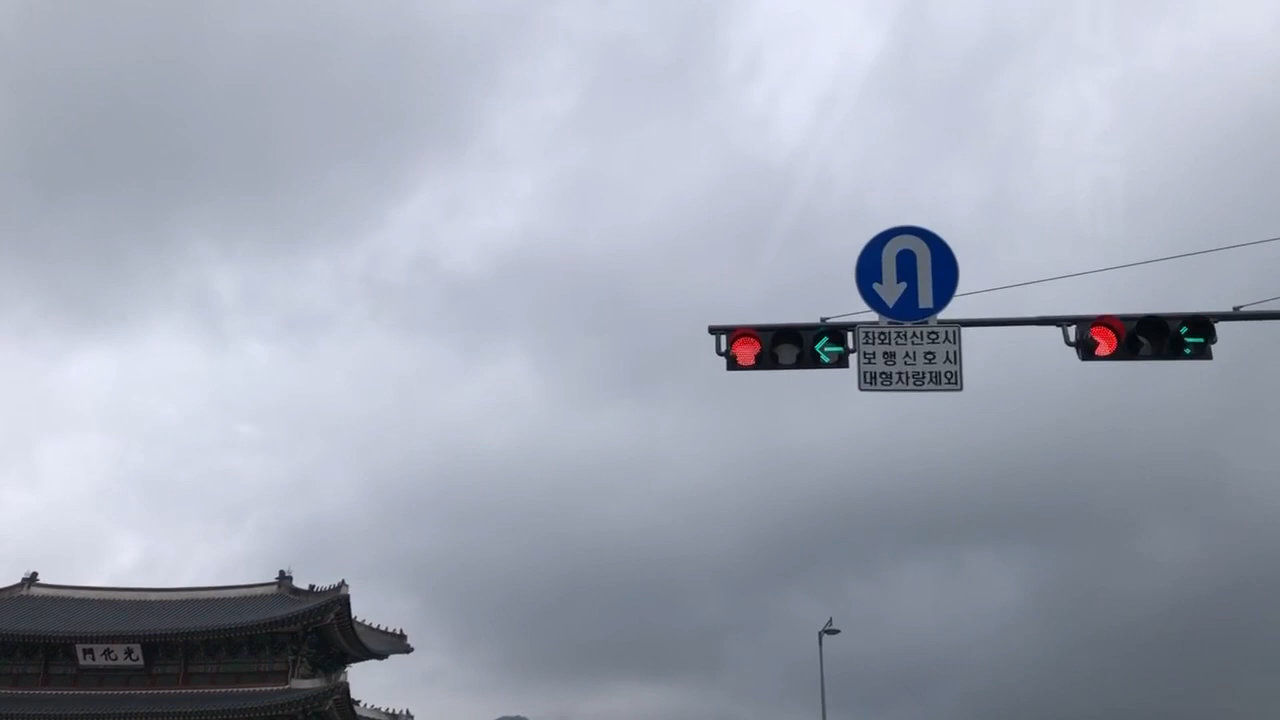 좌회전신호시
보행신호시
대형차량제외
門化光